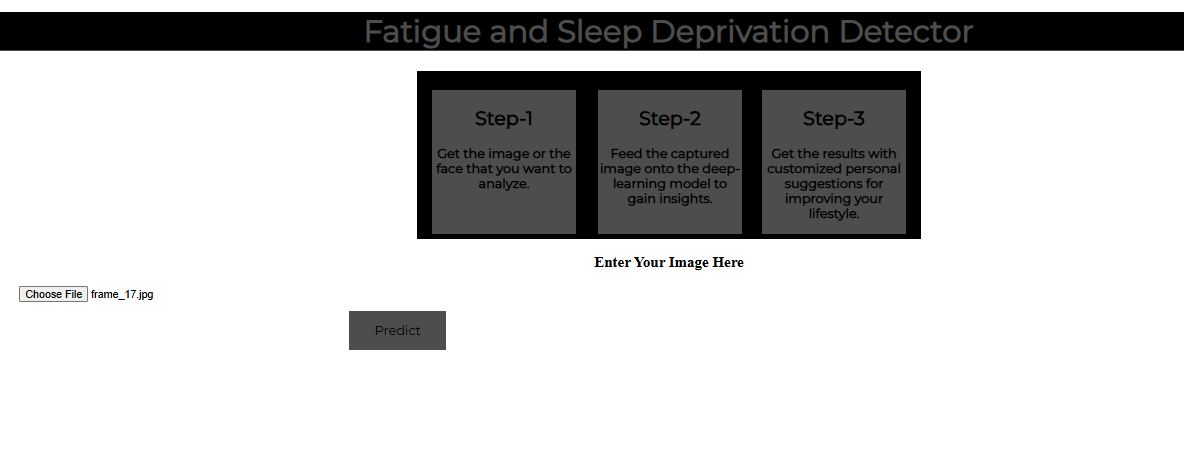 Fatigue and Sleep Deprivation Detector
Step-1
Get the image or the
face that you want to
analyze.
Step-2
Feed the captured
image onto the deep-
learning model to
gain insights.
Step-3
Get the results with
customized personal
suggestions for
improving your
lifestyle.
Enter Your Image Here
Choose File frame_17.jpg
Predict